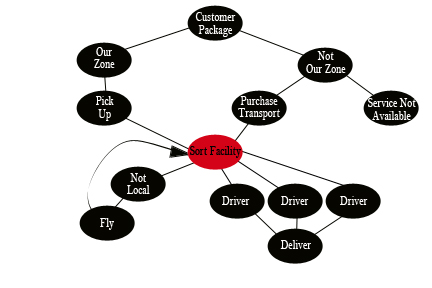 Customer
Package
Our
Zone
Not
Our Zone
Pick
Up
Purchase
Transport
Service Not
Available
Sort Facility
Not
Local
Driver
Driver
Driver
Fly
Deliver